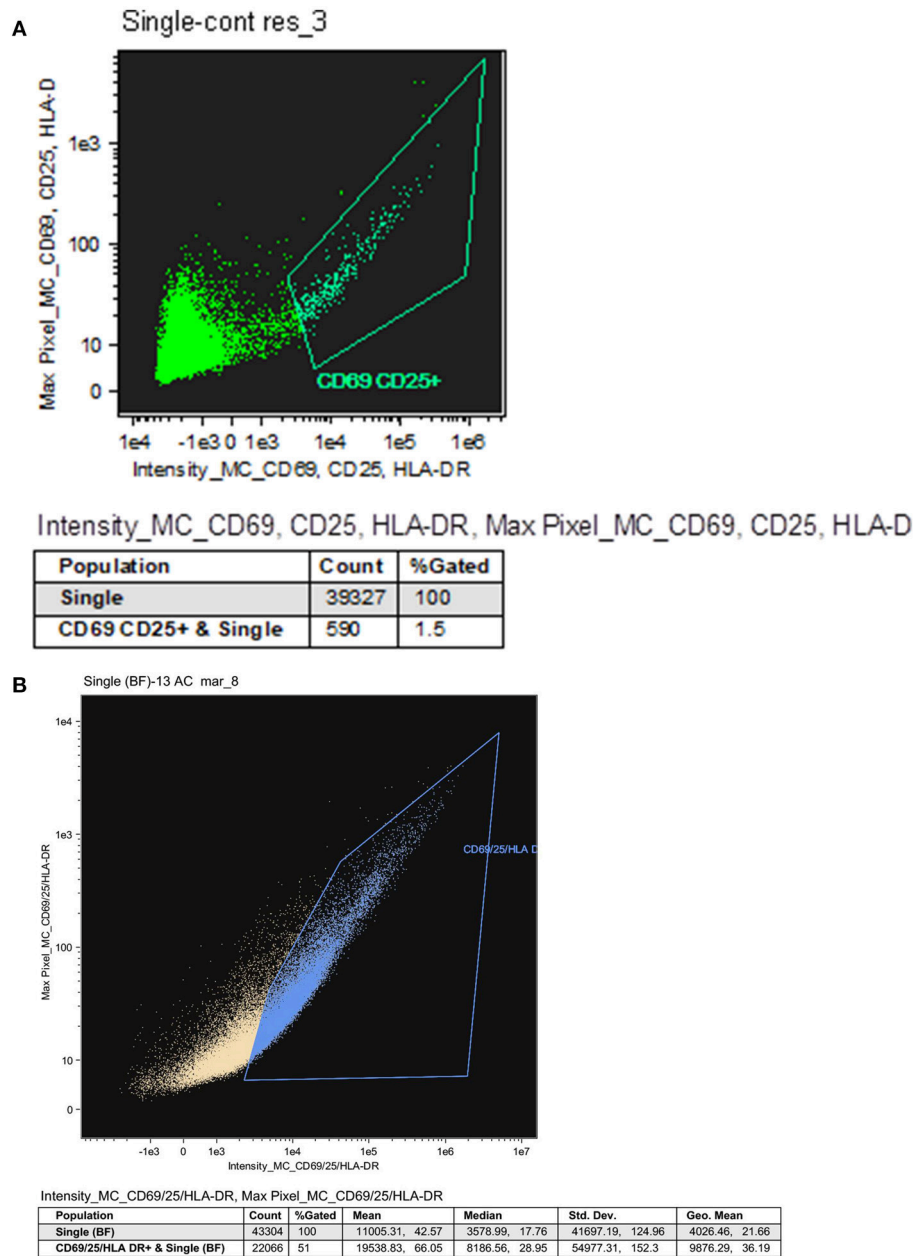 A
Single-cont res_3
Max Pixel_MC_CD69, CD25, HLA-D
1e3
100
10
0
CD69 CD25+
1e4 -1e3 0 1e3 1e4 1e5 1e6
Intensity_MC_CD69, CD25, HLA-DR
Intensity_MC_CD69, CD25, HLA-DR, Max Pixel_MC_CD69, CD25, HLA-D
Population Count %Gated
Single 39327 100
CD69 CD25+ & Single 590 1.5
B
Single (BF)-13 AC mar_8
Max Pixel_MC_CD69/25/HLA-DR
1e4
1e3
CD69/25/HLA D
100
10
0
-1e3 0 1e3 1e4 1e5 1e6 1e7
Intensity_MC_CD69/25/HLA-DR
Intensity_MC_CD69/25/HLA-DR, Max Pixel_MC_CD69/25/HLA-DR
Population Count %Gated Mean Median Std. Dev. Geo. Mean
Single (BF) 43304 100 11005.31, 42.57 3578.99, 17.76 41697.19, 124.96 4026.46, 21.66
CD69/25/HLA DR+ & Single (BF) 22066 51 19538.83, 66.05 8186.56, 28.95 54977.31, 152.3 9876.29, 36.19